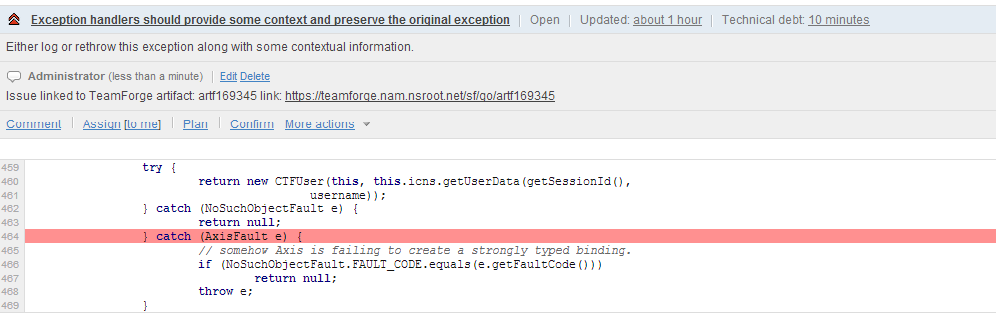 Exception handlers should provide some context and preserve the original exception Open Updated: about 1 hour Technical debt: 10 minutes
Either log or rethrow this exception along with some contextual information.
Administrator (less than a minute) Edit Delete
Issue linked to TeamForge artifact: artf169345 link: https://teamforge.nam.nsroot.net/sf/go/artf169345
Comment Assign [to me] Plan Confirm More actions
459 try {
460 return new CTFUser(this, this.icns.getUserData(getSessionId(),
461 username));
462 } catch (NoSuchObjectFault e) {
463 return null;
464 } catch (AxisFault e) {
465 // somehow Axis is failing to create a strongly typed binding.
466 if (NoSuchObjectFault.FAULT_CODE.equals(e.getFaultCode()))
467 return null;
468 throw e;
469 }